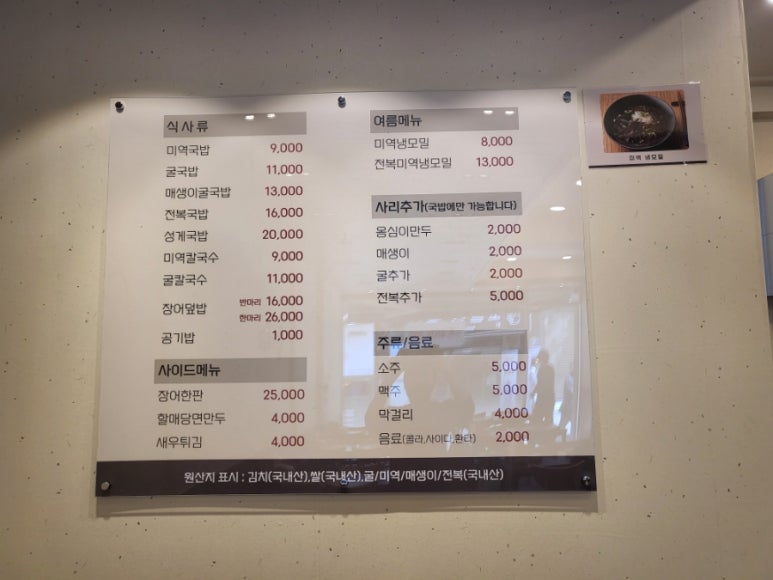 식사류
미역국밥 9,000
굴국밥 11,000
매생이굴국밥 13,000
전복국밥 16,000
성게국밥 20,000
미역칼국수 9,000
굴칼국수 11,000
장어덮밥 반마리 16,000
한마리 26,000
공기밥 1,000
사이드메뉴
장어한판 25,000
할매당면만두 4,000
새우튀김 4,000
여름메뉴
미역냉모밀 8,000
전복미역냉모밀 13,000
사리추가(국밥에만 가능합니다)
옹심이만두 2,000
매생이 2,000
굴추가 2,000
전복추가 5,000
주류/음료
소주 5,000
맥주 5,000
막걸리 4,000
음료(콜라,사이다,환타) 2,000
원산지 표시 : 김치(국내산),쌀(국내산),굴/미역/매생이/전복(국내산)
미역 냉모밀